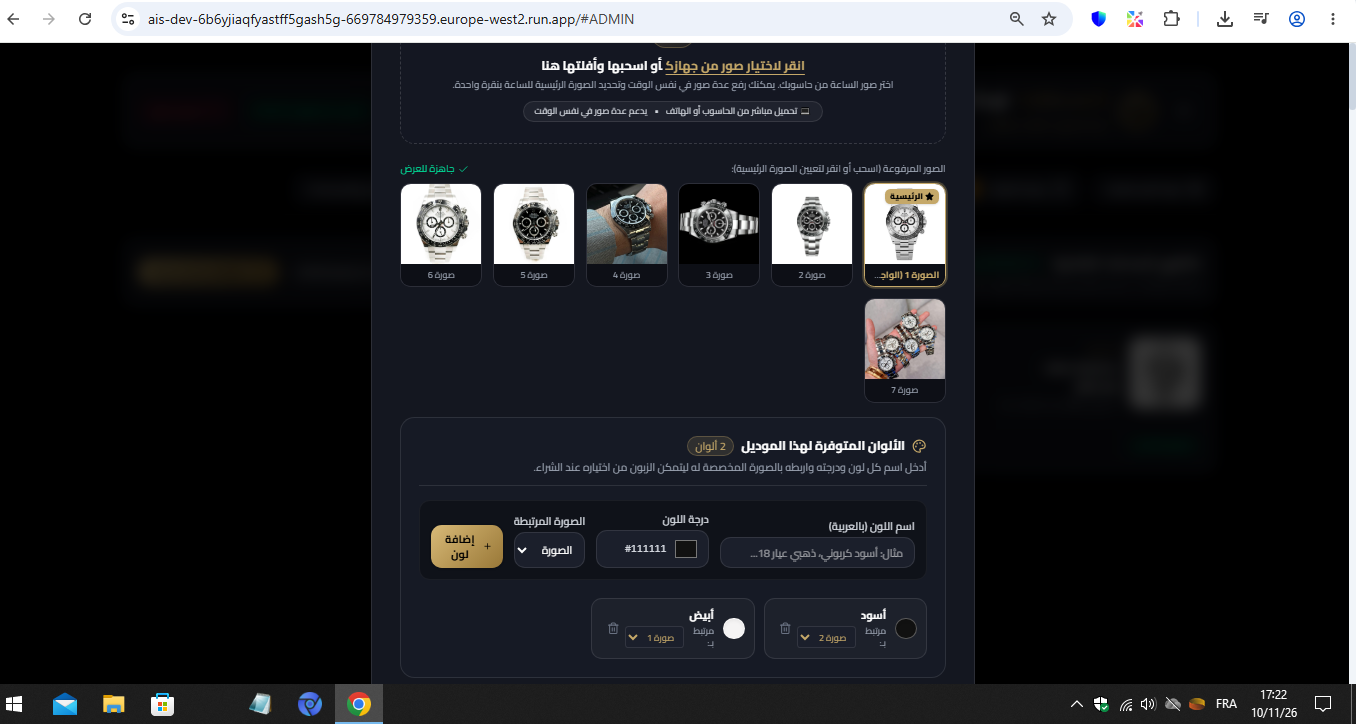 ais-dev-6b6yjiaqfyastff5gash5g-669784979359.europe-west2.run.app/#ADMIN
انقر لاختيار صور من جهازك أو اسحبها وأفلتها هنا
اختر صور الساعة من حاسوبك. يمكنك رفع عدة صور في نفس الوقت وتحديد الصورة الرئيسية للساعة بنقرة واحدة.
تحميل مباشر من الحاسوب أو الهاتف • يدعم عدة صور في نفس الوقت
الصور المرفوعة (اسحب أو انقر لتعيين الصورة الرئيسية):
جاهزة للعرض
الرئيسية
الصورة 1 (الواجـ...
صورة 2
صورة 3
صورة 4
صورة 5
صورة 6
صورة 7
الألوان المتوفرة لهذا الموديل
2 ألوان
أدخل اسم كل لون ودرجته واربطه بالصورة المخصصة له ليتمكن الزبون من اختياره عند الشراء.
اسم اللون (بالعربية)
مثال: أسود كربوني، ذهبي عيار 18...
درجة اللون
#111111
الصورة المرتبطة
الصورة
+ إضافة
لون
أسود
مرتبط
بـ:
صورة 2
أبيض
مرتبط
بـ:
صورة 1
FRA
17:22
10/11/26